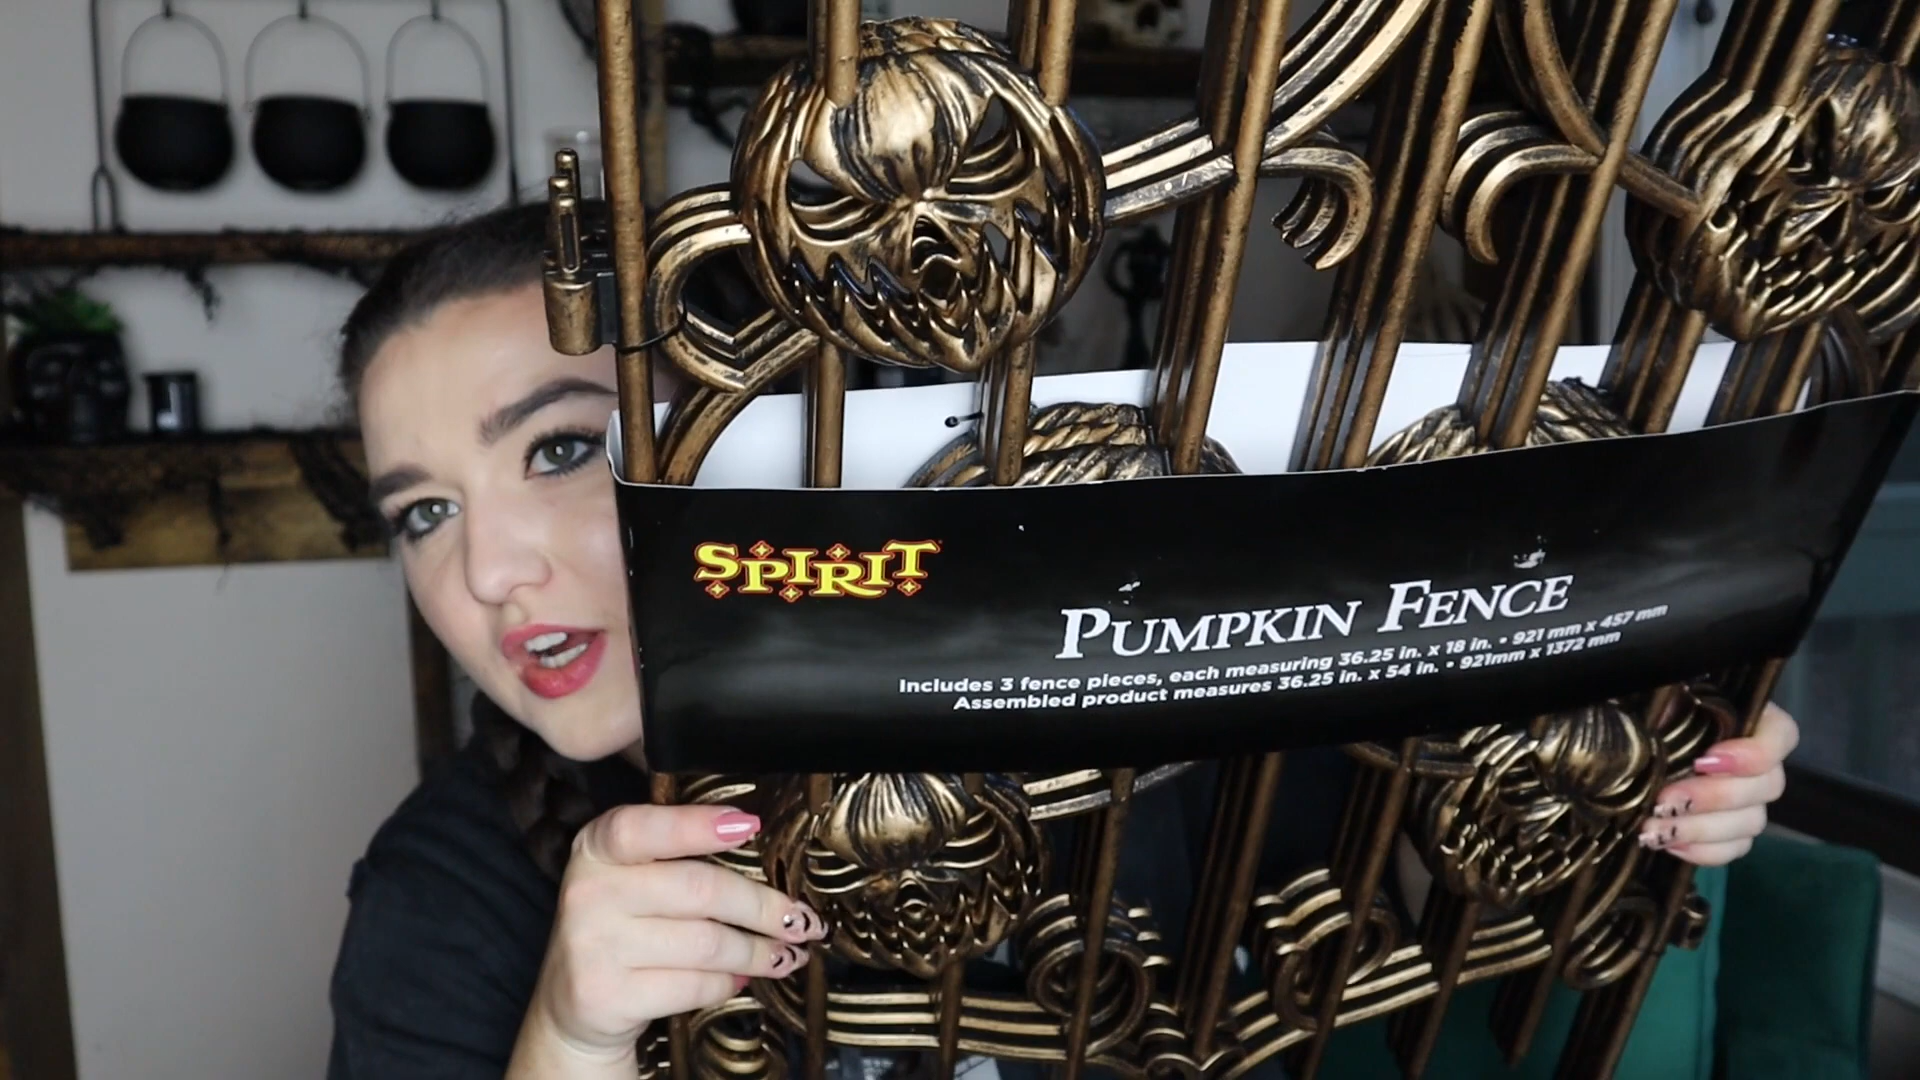 SPIRIT
PUMPKIN FENCE
Includes 3 fence pieces, each measuring 36.25 in. x 18 in. • 921 mm x 457 mm
Assembled product measures 36.25 in. x 54 in. • 921mm x 1372 mm